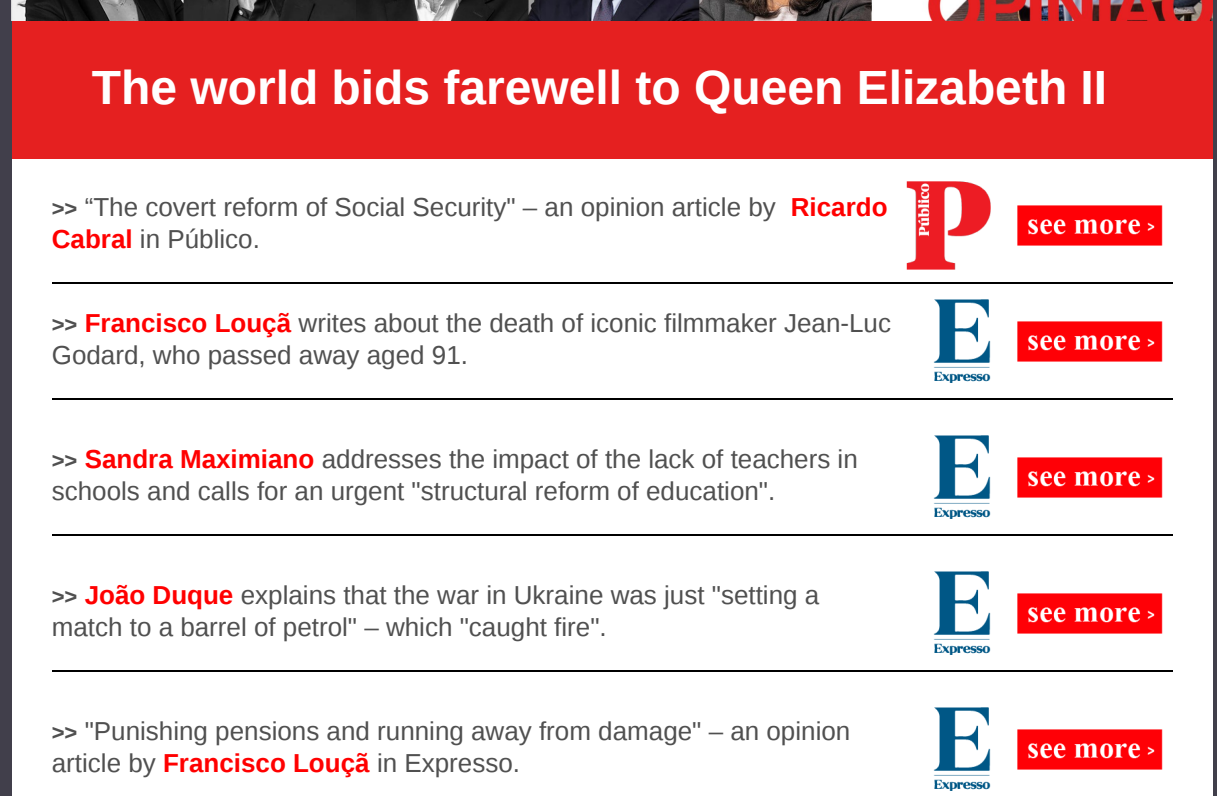 OPINIÃO
The world bids farewell to Queen Elizabeth II
>> “The covert reform of Social Security" – an opinion article by  Ricardo
Cabral in Público.
Público
P
see more >
>> Francisco Louçã writes about the death of iconic filmmaker Jean-Luc
Godard, who passed away aged 91.
E
Expresso
see more >
>> Sandra Maximiano addresses the impact of the lack of teachers in
schools and calls for an urgent "structural reform of education".
E
Expresso
see more >
>> João Duque explains that the war in Ukraine was just "setting a
match to a barrel of petrol" – which "caught fire".
E
Expresso
see more >
>> "Punishing pensions and running away from damage" – an opinion
article by Francisco Louçã in Expresso.
E
Expresso
see more >